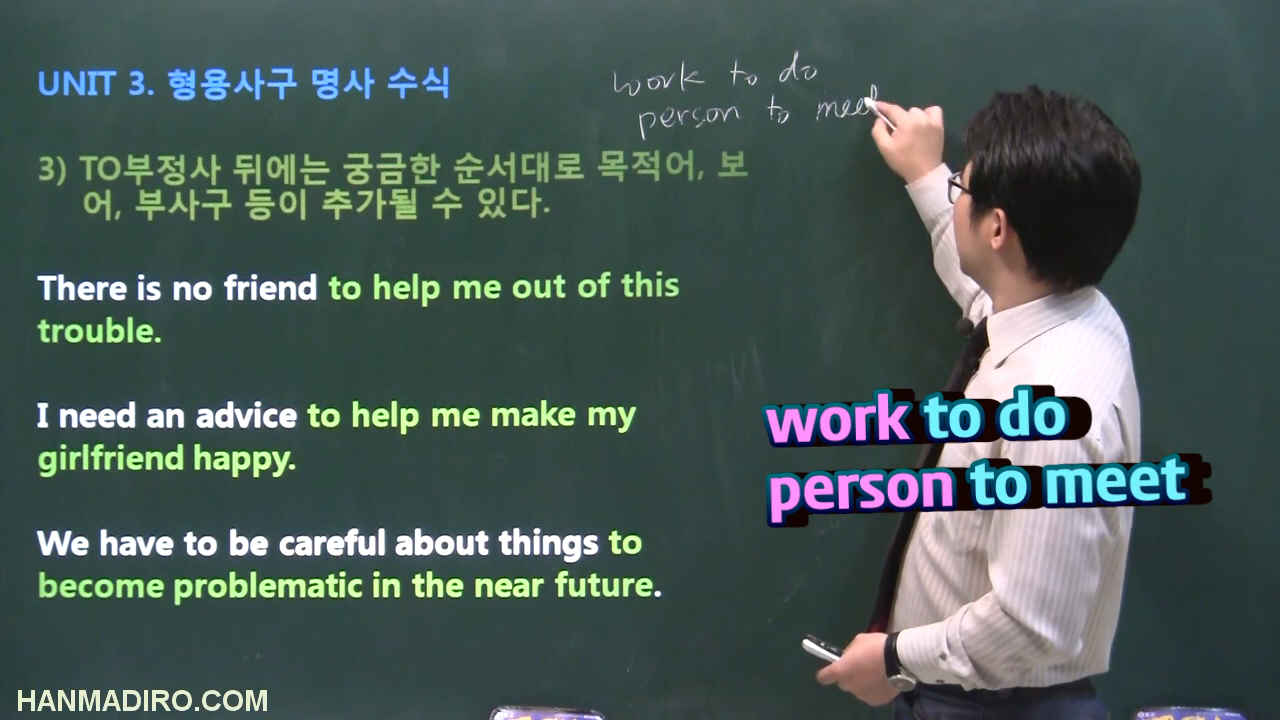 UNIT 3. 형용사구 명사 수식
work to do
person to meet
3) TO부정사 뒤에는 궁금한 순서대로 목적어, 보
어, 부사구 등이 추가될 수 있다.
There is no friend to help me out of this
trouble.
I need an advice to help me make my
girlfriend happy.
work to do
person to meet
We have to be careful about things to
become problematic in the near future.
HANMADIRO.COM